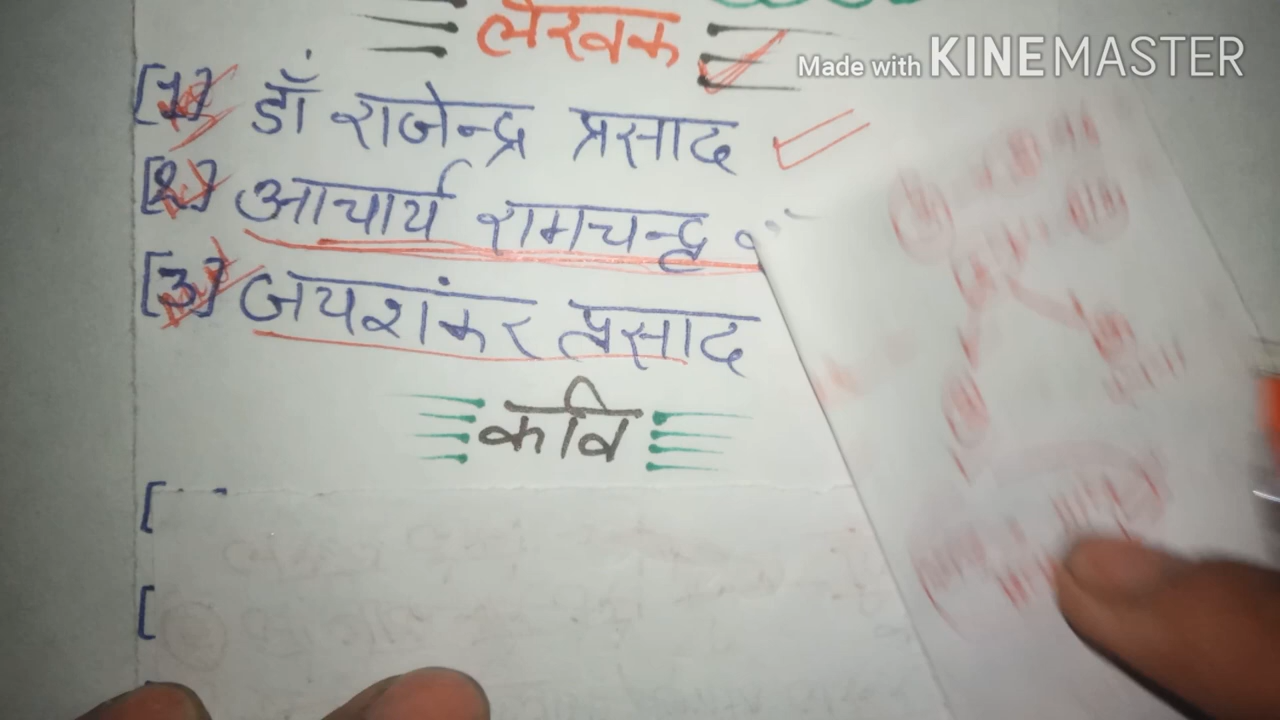 लेखक
Made with KINEMASTER
[1] डॉ राजेन्द्र प्रसाद
[2] आचार्य रामचन्द्र
[3] जयशंकर प्रसाद
कवि
[
[